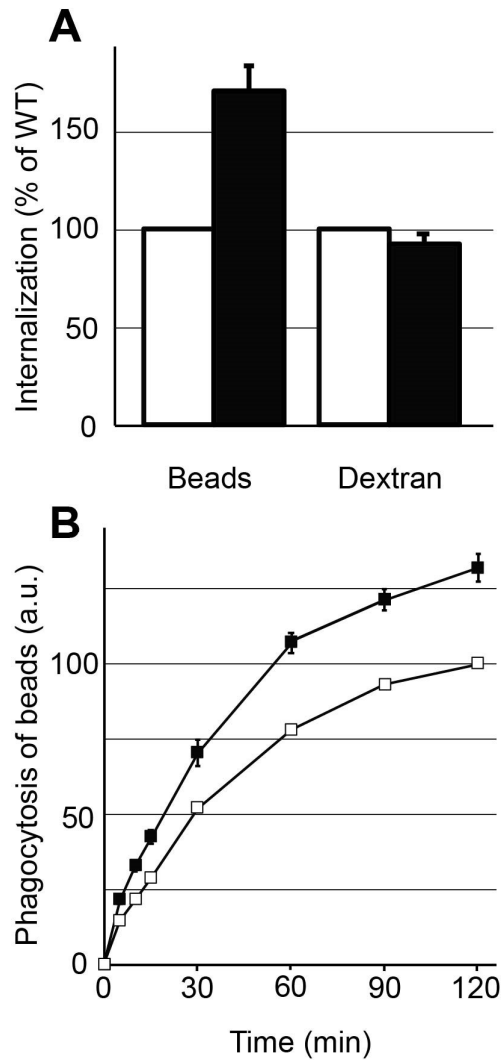 A
Internalization (% of WT)
150
100
50
0
Beads Dextran
B
Phagocytosis of beads (a.u.)
100
50
0
0 30 60 90 120
Time (min)